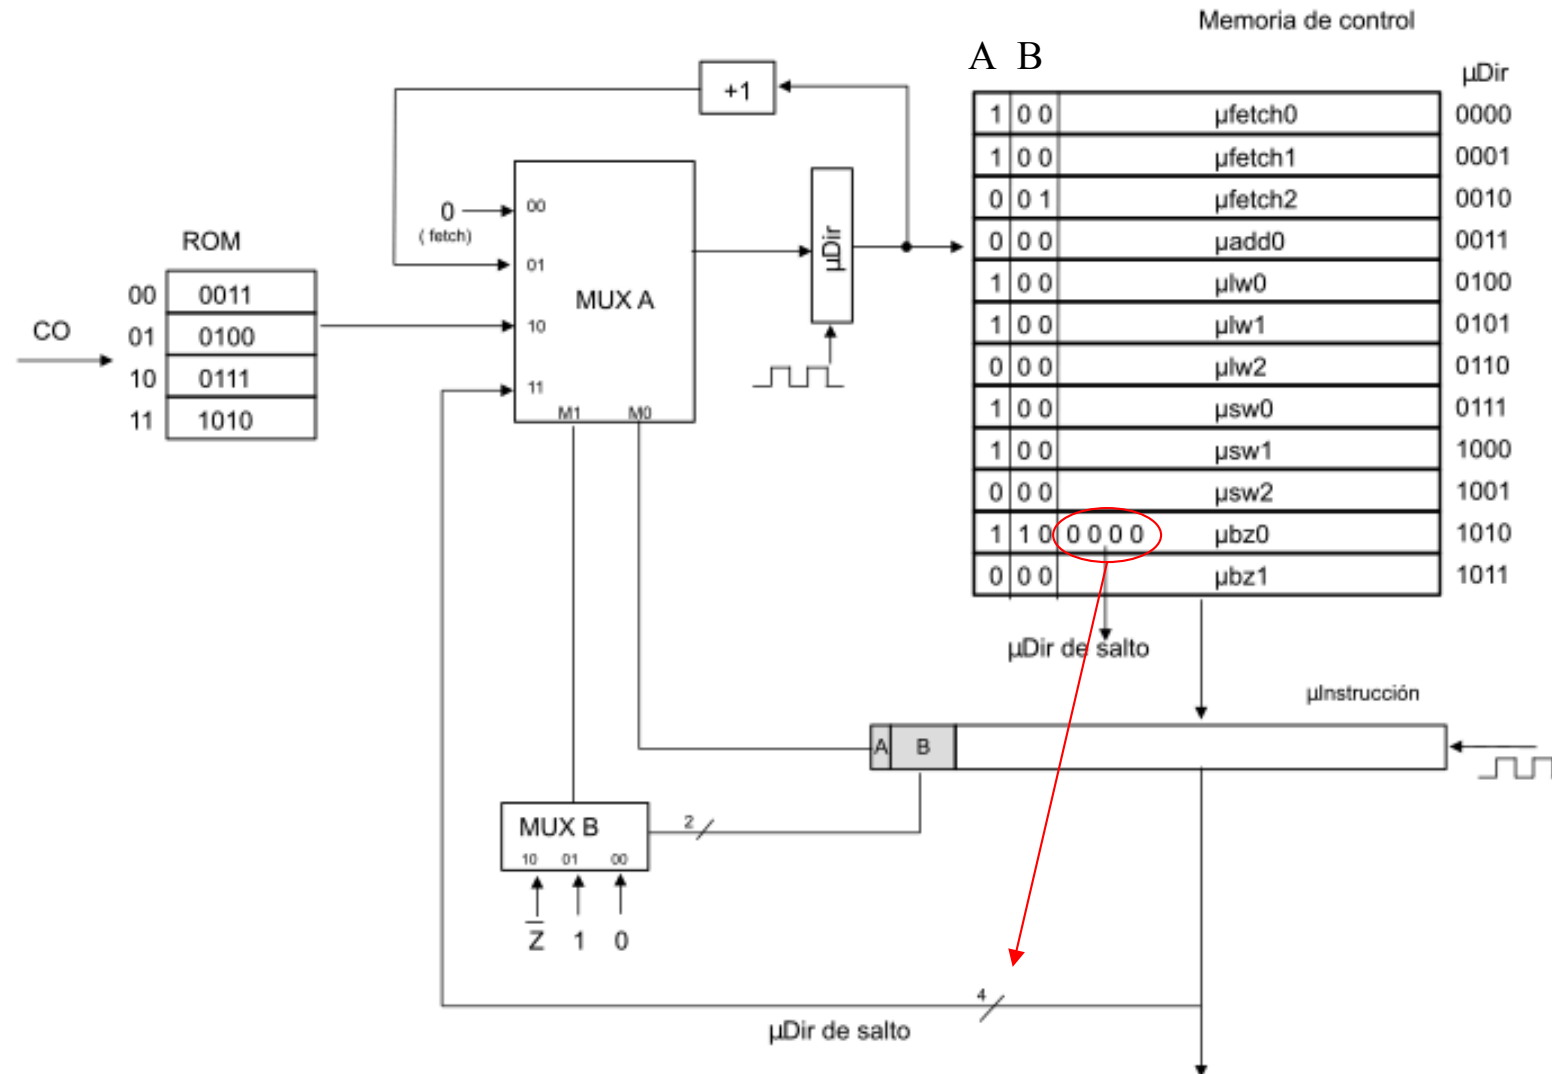 Memoria de control
A B
µDir
+1
1 0 0 µfetch0 0000
1 0 0 µfetch1 0001
0 0 1 µfetch2 0010
0 0 0 µadd0 0011
1 0 0 µlw0 0100
1 0 0 µlw1 0101
0 0 0 µlw2 0110
1 0 0 µsw0 0111
1 0 0 µsw1 1000
0 0 0 µsw2 1001
1 1 0 0 0 0 0 µbz0 1010
0 0 0 µbz1 1011
µDir de salto
0
( fetch)
00
01
10
11
MUX A
M1 M0
µDir
ROM
CO
00 0011
01 0100
10 0111
11 1010
µInstrucción
A B
MUX B
10 01 00
2
Z̅ 1 0
4
µDir de salto